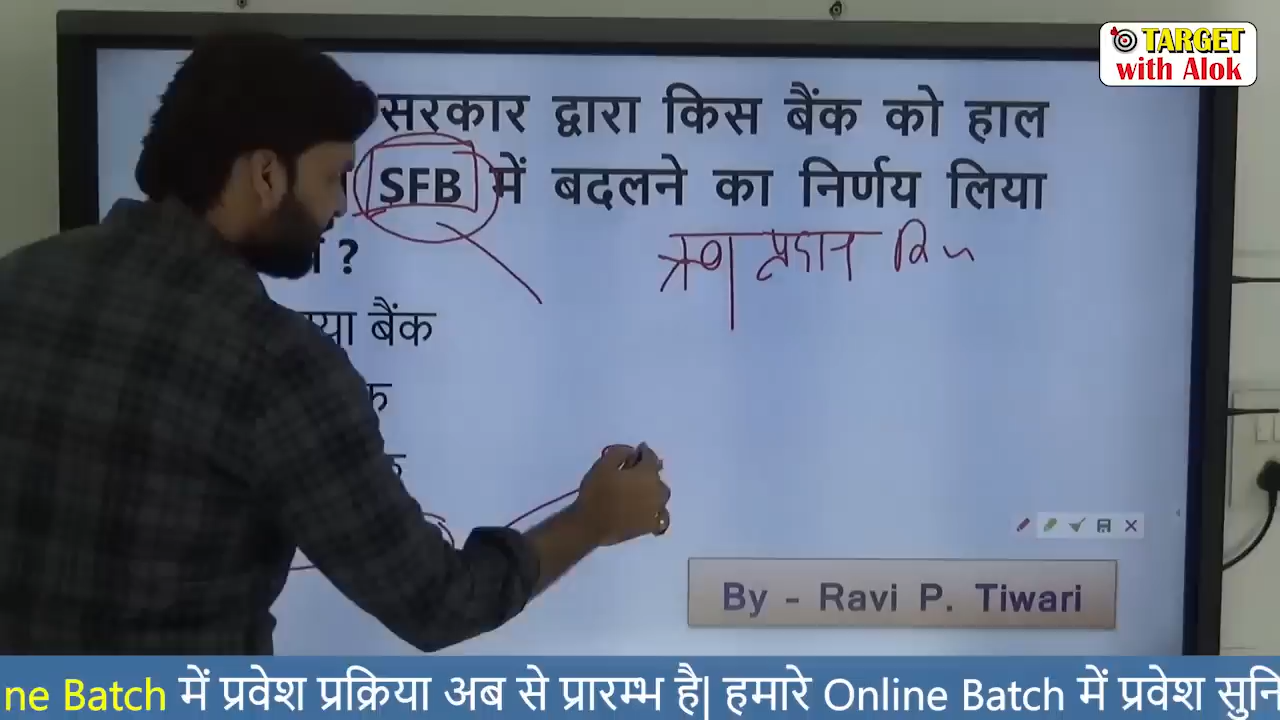 TARGET
with Alok
सरकार द्वारा किस बैंक को हाल
SFB में बदलने का निर्णय लिया
?
ऋण प्रदान
बैंक
By - Ravi P. Tiwari
ne Batch में प्रवेश प्रक्रिया अब से प्रारम्भ है| हमारे Online Batch में प्रवेश सुनि